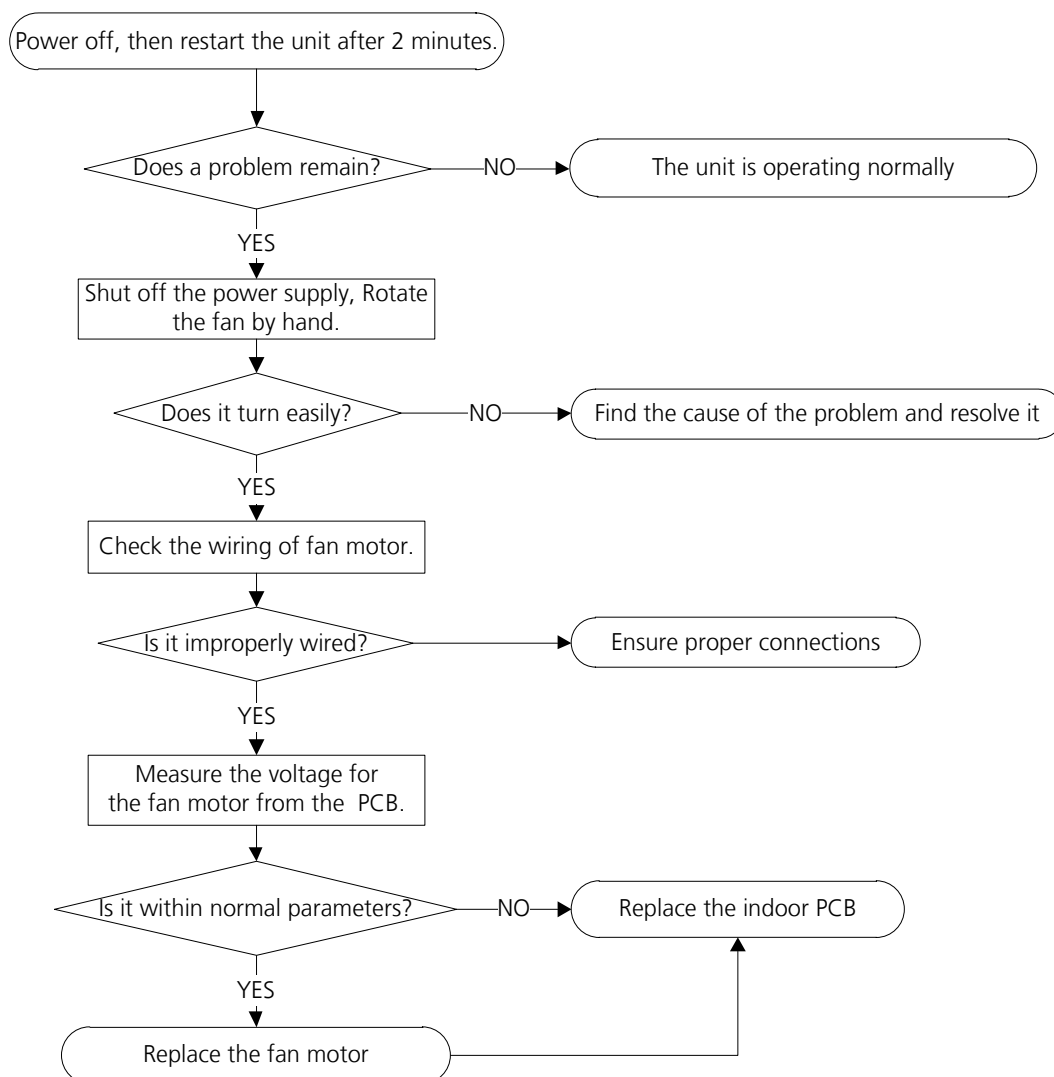 Power off, then restart the unit after 2 minutes.
Does a problem remain?
NO
The unit is operating normally
YES
Shut off the power supply, Rotate
the fan by hand.
Does it turn easily?
NO
Find the cause of the problem and resolve it
YES
Check the wiring of fan motor.
Is it improperly wired?
Ensure proper connections
YES
Measure the voltage for
the fan motor from the PCB.
Is it within normal parameters?
NO
Replace the indoor PCB
YES
Replace the fan motor